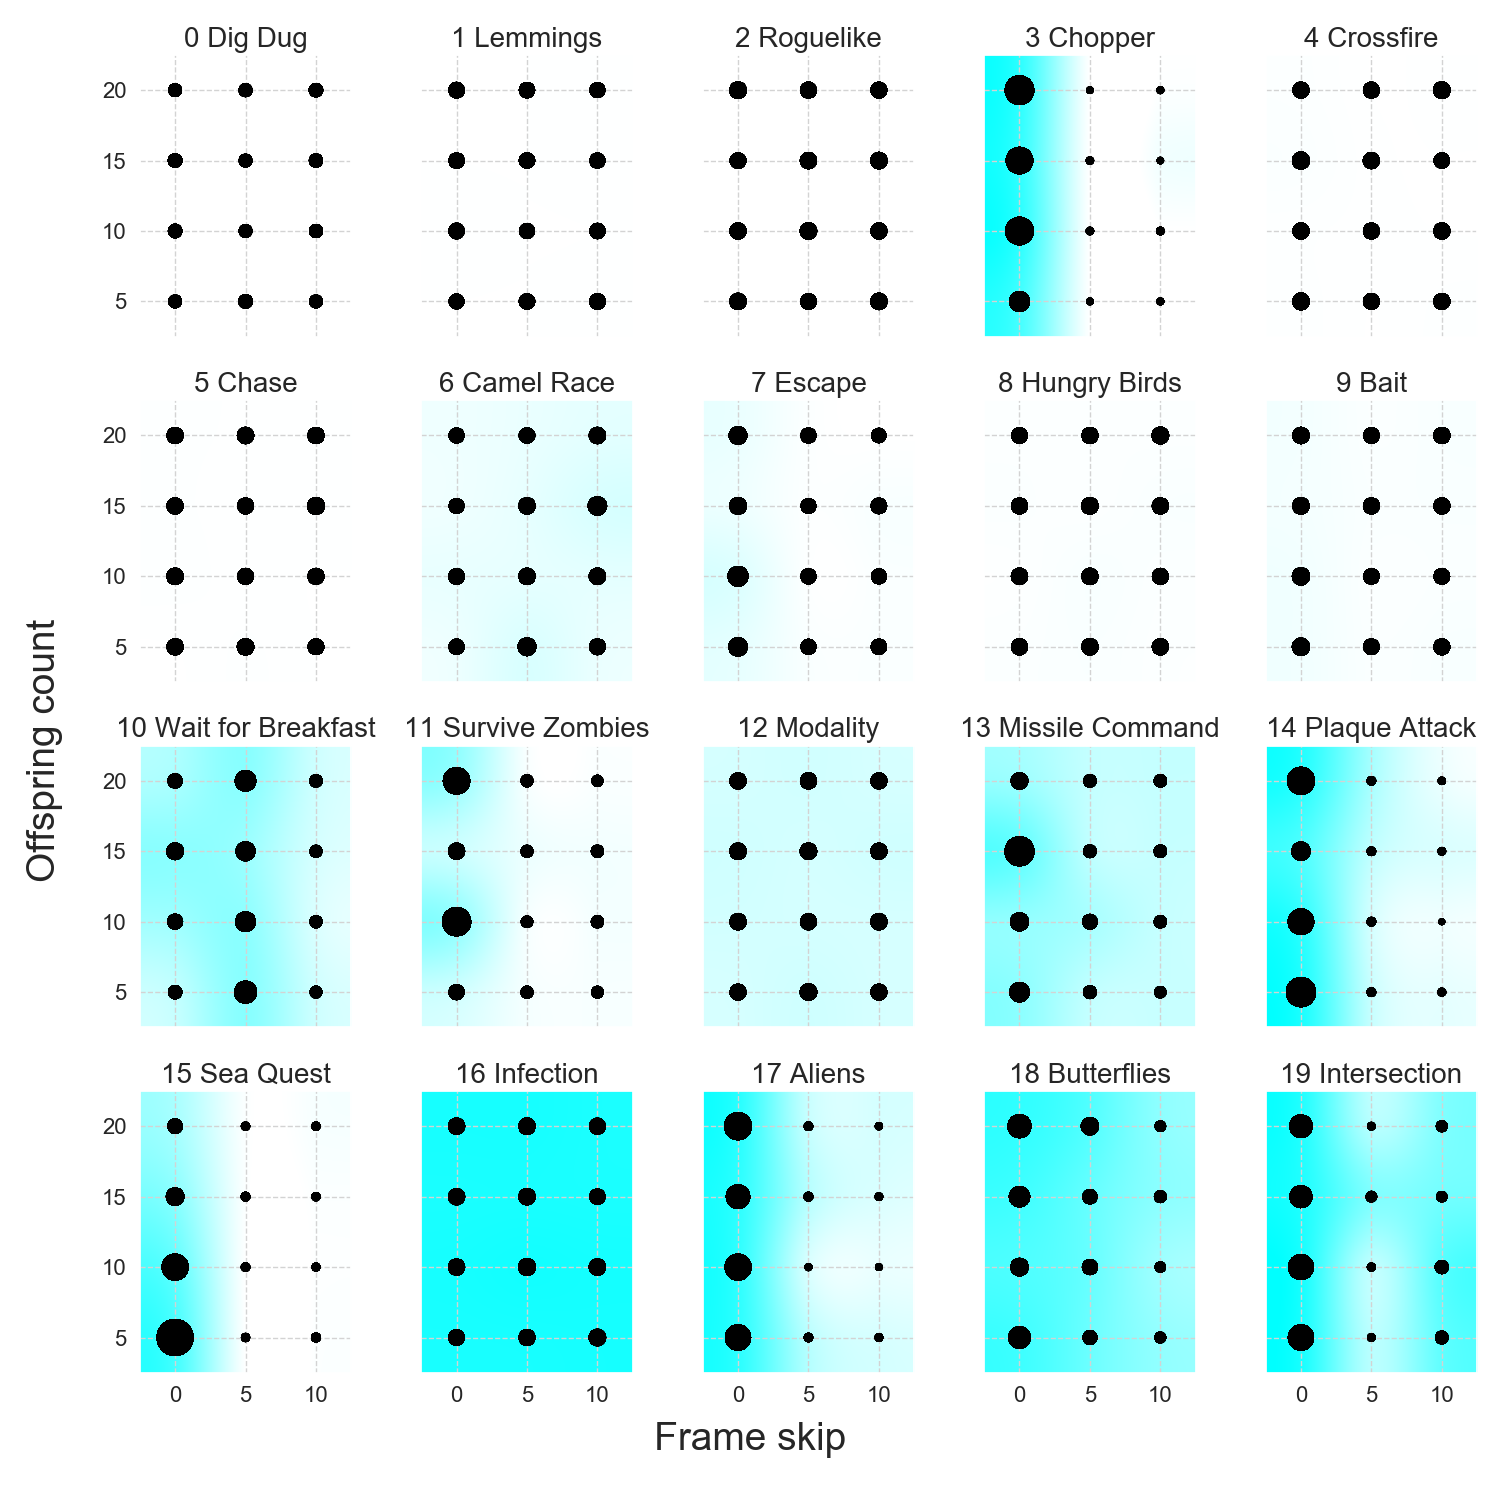 0 Dig Dug
1 Lemmings
2 Roguelike
3 Chopper
4 Crossfire
20
15
10
5
5 Chase
6 Camel Race
7 Escape
8 Hungry Birds
9 Bait
20
15
10
5
Offspring count
10 Wait for Breakfast
11 Survive Zombies
12 Modality
13 Missile Command
14 Plaque Attack
20
15
10
5
15 Sea Quest
16 Infection
17 Aliens
18 Butterflies
19 Intersection
20
15
10
5
0 5 10
0 5 10
0 5 10
0 5 10
0 5 10
Frame skip